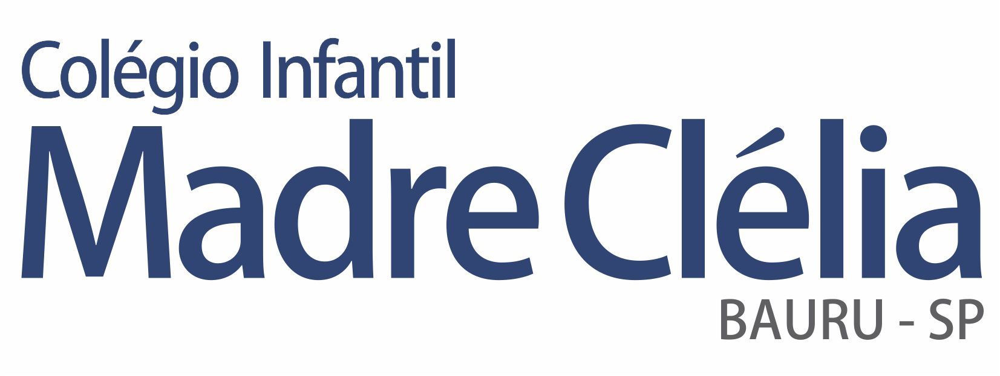 Colégio Infantil
Madre Clélia
BAURU - SP